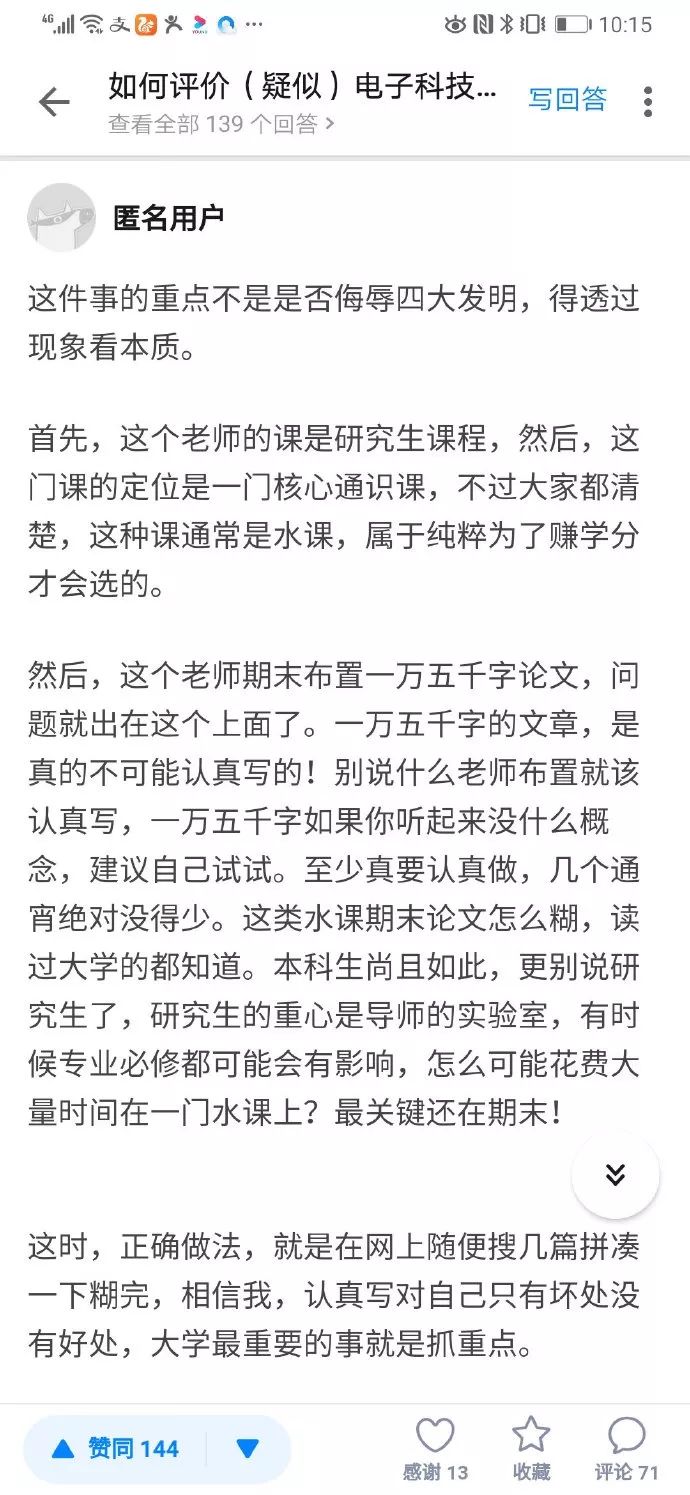 4G 10:15
如何评价（疑似）电子科技... 写回答
查看全部 139 个回答 >
匿名用户
这件事的重点不是是否侮辱四大发明，得透过
现象看本质。
首先，这个老师的课是研究生课程，然后，这
门课的定位是一门核心通识课，不过大家都清
楚，这种课通常是水课，属于纯粹为了赚学分
才会选的。
然后，这个老师期末布置一万五千字论文，问
题就出在这个上面了。一万五千字的文章，是
真的不可能认真写的！别说什么老师布置就该
认真写，一万五千字如果你听起来没什么概
念，建议自己试试。至少真要认真做，几个通
宵绝对没得少。这类水课期末论文怎么糊，读
过大学的都知道。本科生尚且如此，更别说研
究生了，研究生的重心是导师的实验室，有时
候专业必修都可能会有影响，怎么可能花费大
量时间在一门水课上？最关键还在期末！
这时，正确做法，就是在网上随便搜几篇拼凑
一下糊完，相信我，认真写对自己只有坏处没
有好处，大学最重要的事就是抓重点。
赞同 144 感谢 13 收藏 评论 71